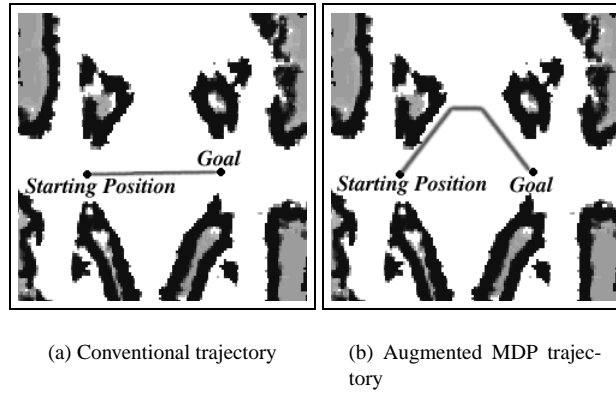 Goal
Starting Position
Starting Position
Goal
(a) Conventional trajectory
(b) Augmented MDP trajec-
tory